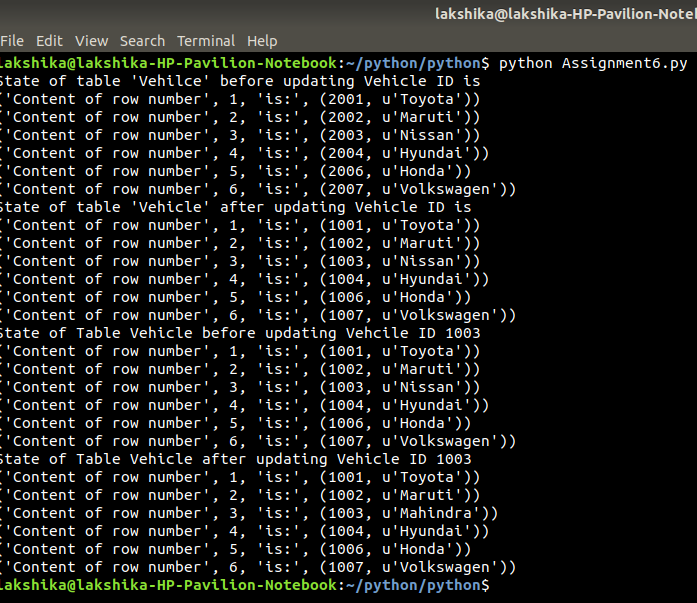 lakshika@lakshika-HP-Pavilion-Note
File Edit View Search Terminal Help
lakshika@lakshika-HP-Pavilion-Notebook:~/python/python$ python Assignment6.py
State of table 'Vehilce' before updating Vehicle ID is
('Content of row number', 1, 'is:', (2001, u'Toyota'))
('Content of row number', 2, 'is:', (2002, u'Maruti'))
('Content of row number', 3, 'is:', (2003, u'Nissan'))
('Content of row number', 4, 'is:', (2004, u'Hyundai'))
('Content of row number', 5, 'is:', (2006, u'Honda'))
('Content of row number', 6, 'is:', (2007, u'Volkswagen'))
State of table 'Vehicle' after updating Vehicle ID is
('Content of row number', 1, 'is:', (1001, u'Toyota'))
('Content of row number', 2, 'is:', (1002, u'Maruti'))
('Content of row number', 3, 'is:', (1003, u'Nissan'))
('Content of row number', 4, 'is:', (1004, u'Hyundai'))
('Content of row number', 5, 'is:', (1006, u'Honda'))
('Content of row number', 6, 'is:', (1007, u'Volkswagen'))
State of Table Vehicle before updating Vehcile ID 1003
('Content of row number', 1, 'is:', (1001, u'Toyota'))
('Content of row number', 2, 'is:', (1002, u'Maruti'))
('Content of row number', 3, 'is:', (1003, u'Nissan'))
('Content of row number', 4, 'is:', (1004, u'Hyundai'))
('Content of row number', 5, 'is:', (1006, u'Honda'))
('Content of row number', 6, 'is:', (1007, u'Volkswagen'))
State of Table Vehicle after updating Vehicle ID 1003
('Content of row number', 1, 'is:', (1001, u'Toyota'))
('Content of row number', 2, 'is:', (1002, u'Maruti'))
('Content of row number', 3, 'is:', (1003, u'Mahindra'))
('Content of row number', 4, 'is:', (1004, u'Hyundai'))
('Content of row number', 5, 'is:', (1006, u'Honda'))
('Content of row number', 6, 'is:', (1007, u'Volkswagen'))
lakshika@lakshika-HP-Pavilion-Notebook:~/python/python$